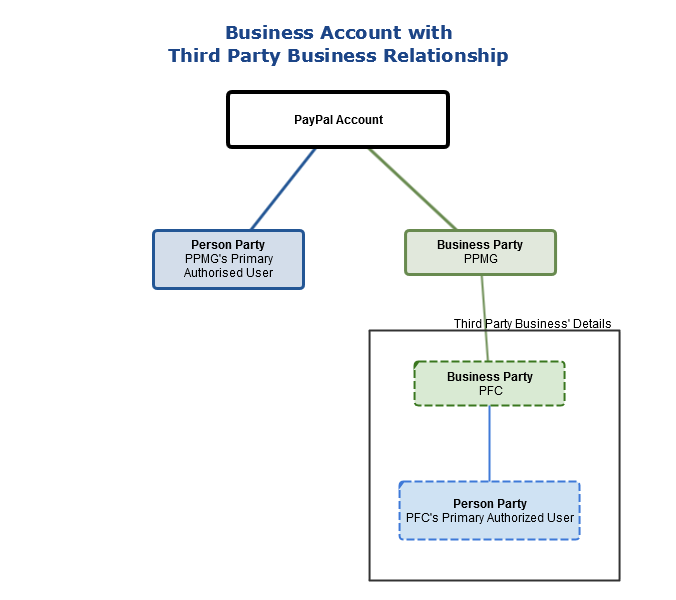 Business Account with
Third Party Business Relationship
PayPal Account
Person Party
PPMG's Primary
Authorised User
Business Party
PPMG
Third Party Business' Details
Business Party
PFC
Person Party
PFC's Primary Authorized User